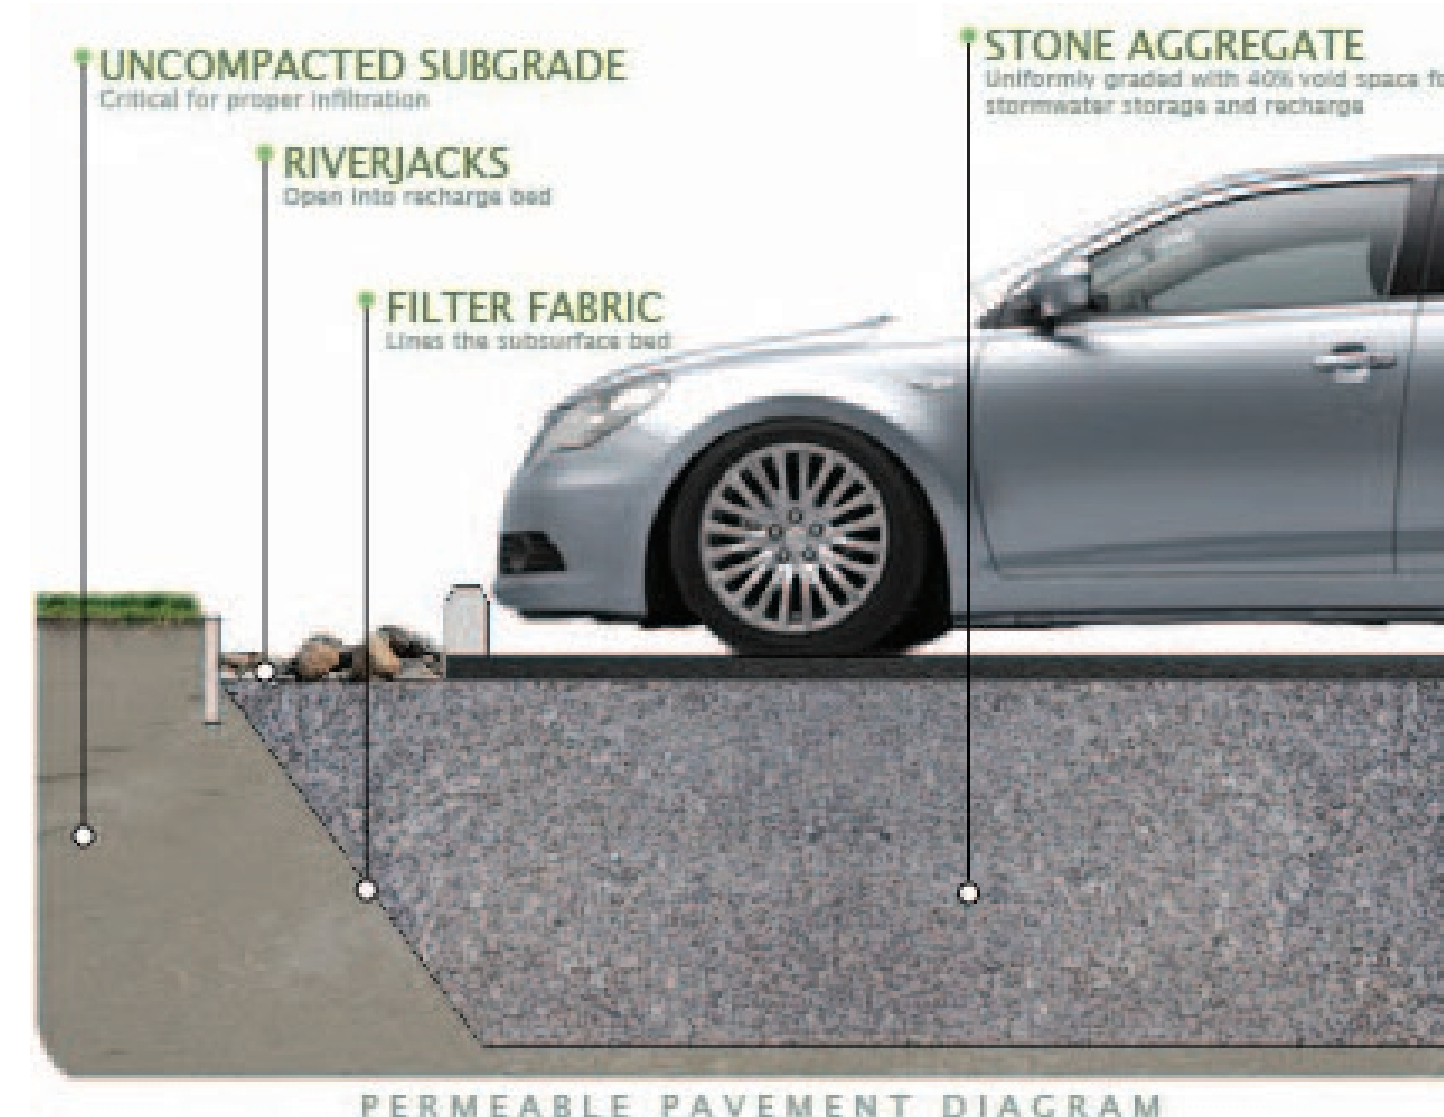 UNCOMPACTED SUBGRADE
Critical for proper infiltration
RIVERJACKS
Open into recharge bed
FILTER FABRIC
Lines the subsurface bed
STONE AGGREGATE
Uniformly graded with 40% void space
stormwater storage and recharge
PERMEABLE PAVEMENT DIAGRAM